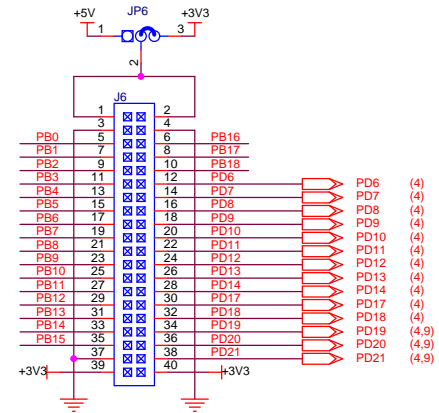 JP6
+5V +3V3
1 3
2
J6
1 2
3 4
PB0 5 6 PB16
PB1 7 8 PB17
PB2 9 10 PB18
PB3 11 12 PD6 PD6 (4)
PB4 13 14 PD7 PD7 (4)
PB5 15 16 PD8 PD8 (4)
PB6 17 18 PD9 PD9 (4)
PB7 19 20 PD10 PD10 (4)
PB8 21 22 PD11 PD11 (4)
PB9 23 24 PD12 PD12 (4)
PB10 25 26 PD13 PD13 (4)
PB11 27 28 PD14 PD14 (4)
PB12 29 30 PD17 PD17 (4)
PB13 31 32 PD18 PD18 (4)
PB14 33 34 PD19 PD19 (4,9)
PB15 35 36 PD20 PD20 (4,9)
37 38 PD21 PD21 (4,9)
+3V3 39 40 +3V3